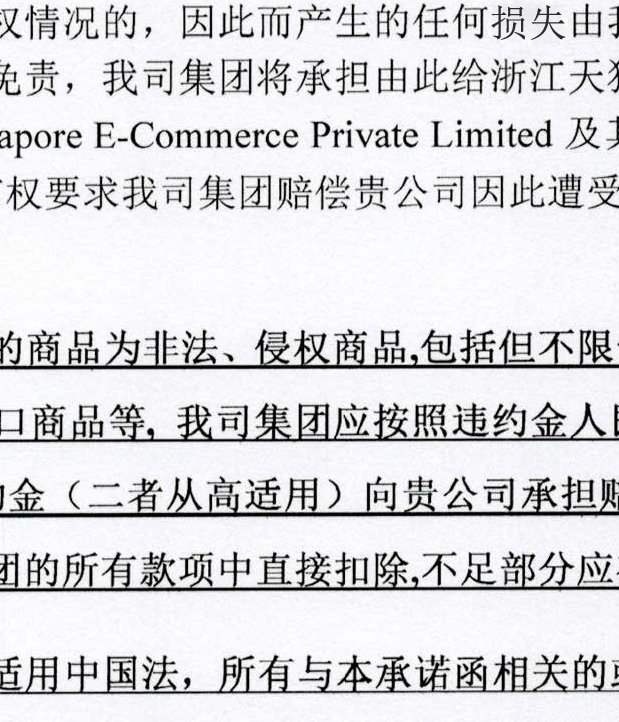 权情况的，因此而产生的任何损失由我
免责，我司集团将承担由此给浙江天猫
apore E-Commerce Private Limited 及其
有权要求我司集团赔偿贵公司因此遭受
的商品为非法、侵权商品,包括但不限
口商品等, 我司集团应按照违约金人民
约金（二者从高适用）向贵公司承担赔
团的所有款项中直接扣除,不足部分应
适用中国法，所有与本承诺函相关的